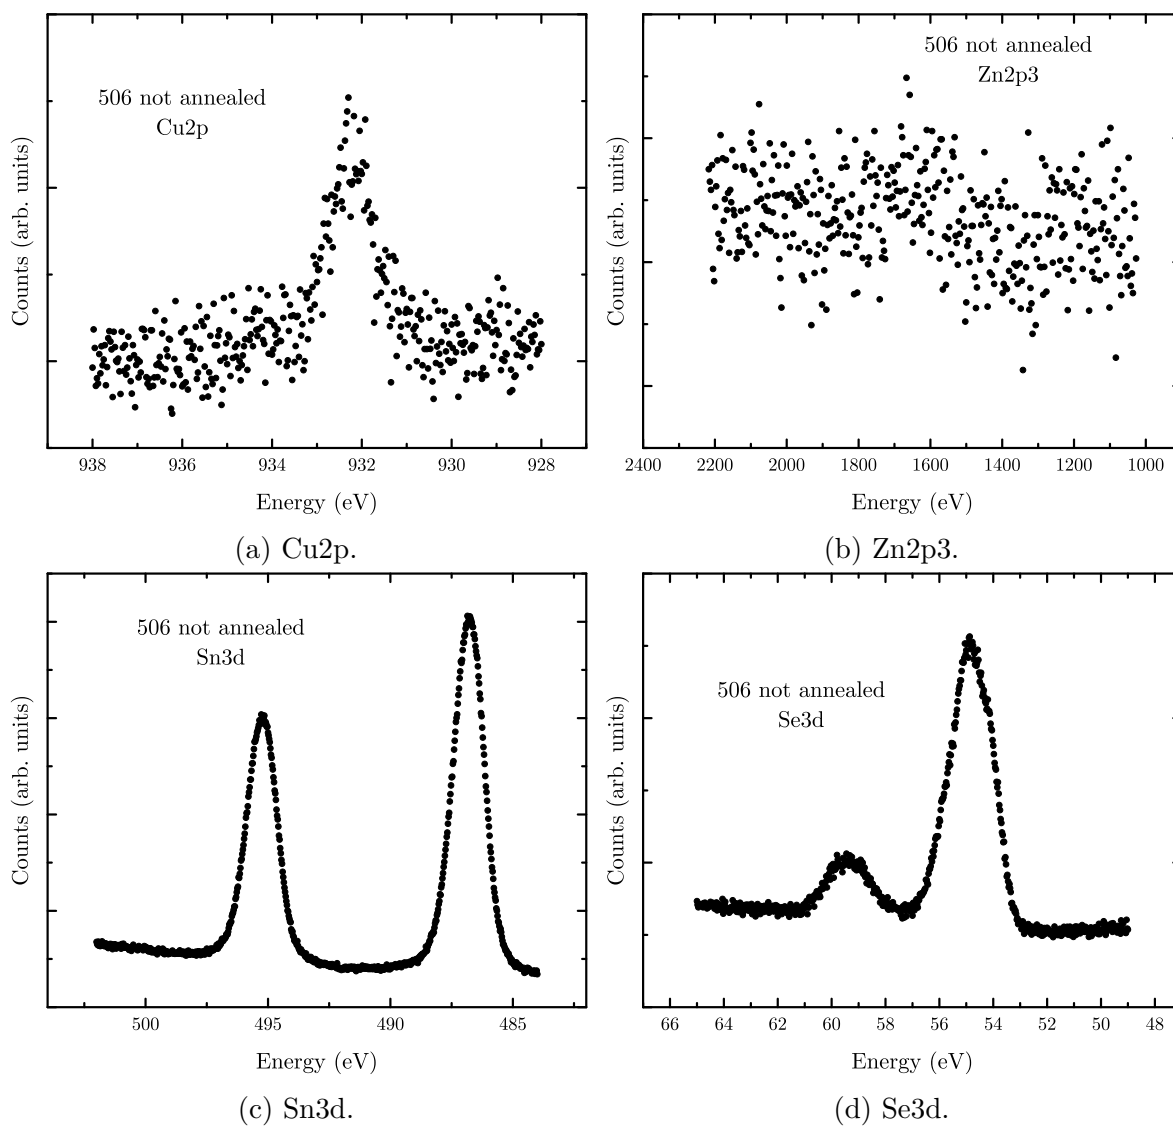 506 not annealed
Cu2p
Counts (arb. units)
938 936 934 932 930 928
Energy (eV)
(a) Cu2p.
506 not annealed
Zn2p3
Counts (arb. units)
2400 2200 2000 1800 1600 1400 1200 1000
Energy (eV)
(b) Zn2p3.
506 not annealed
Sn3d
Counts (arb. units)
500 495 490 485
Energy (eV)
(c) Sn3d.
506 not annealed
Se3d
Counts (arb. units)
66 64 62 60 58 56 54 52 50 48
Energy (eV)
(d) Se3d.